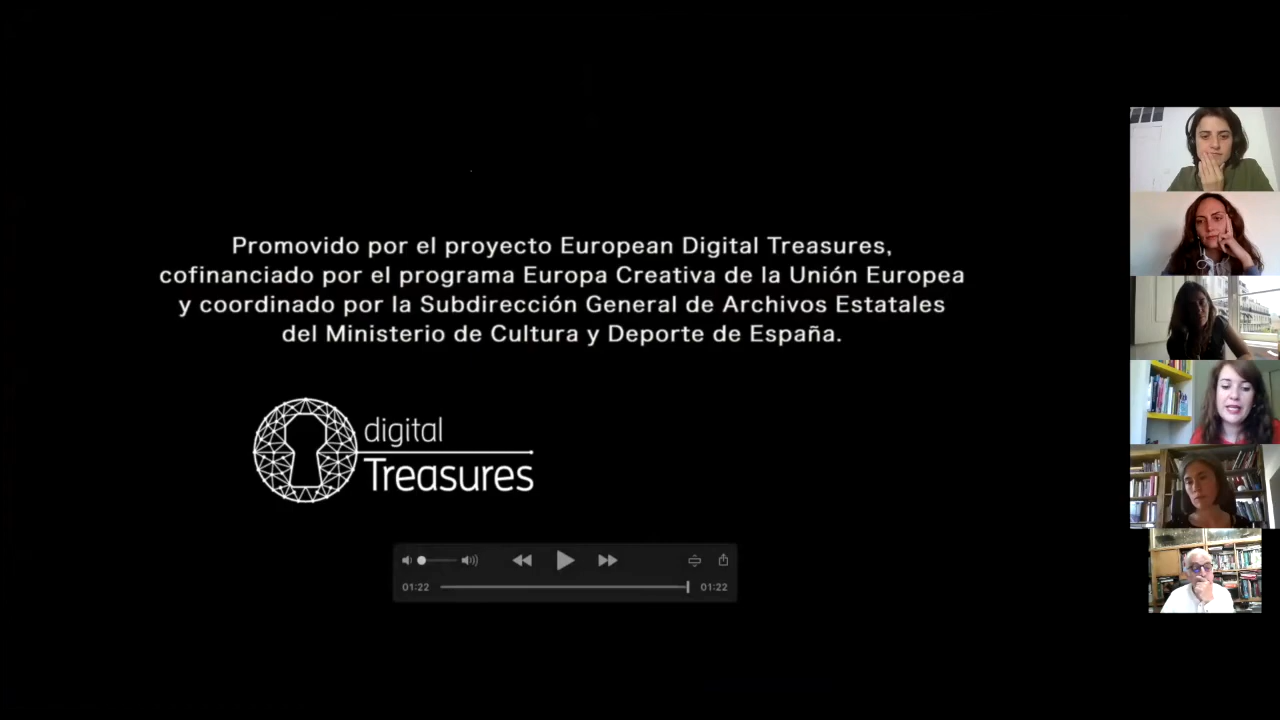 Promovido por el proyecto European Digital Treasures,
cofinanciado por el programa Europa Creativa de la Unión Europea
y coordinado por la Subdirección General de Archivos Estatales
del Ministerio de Cultura y Deporte de España.
digital
Treasures
01:22
01:22